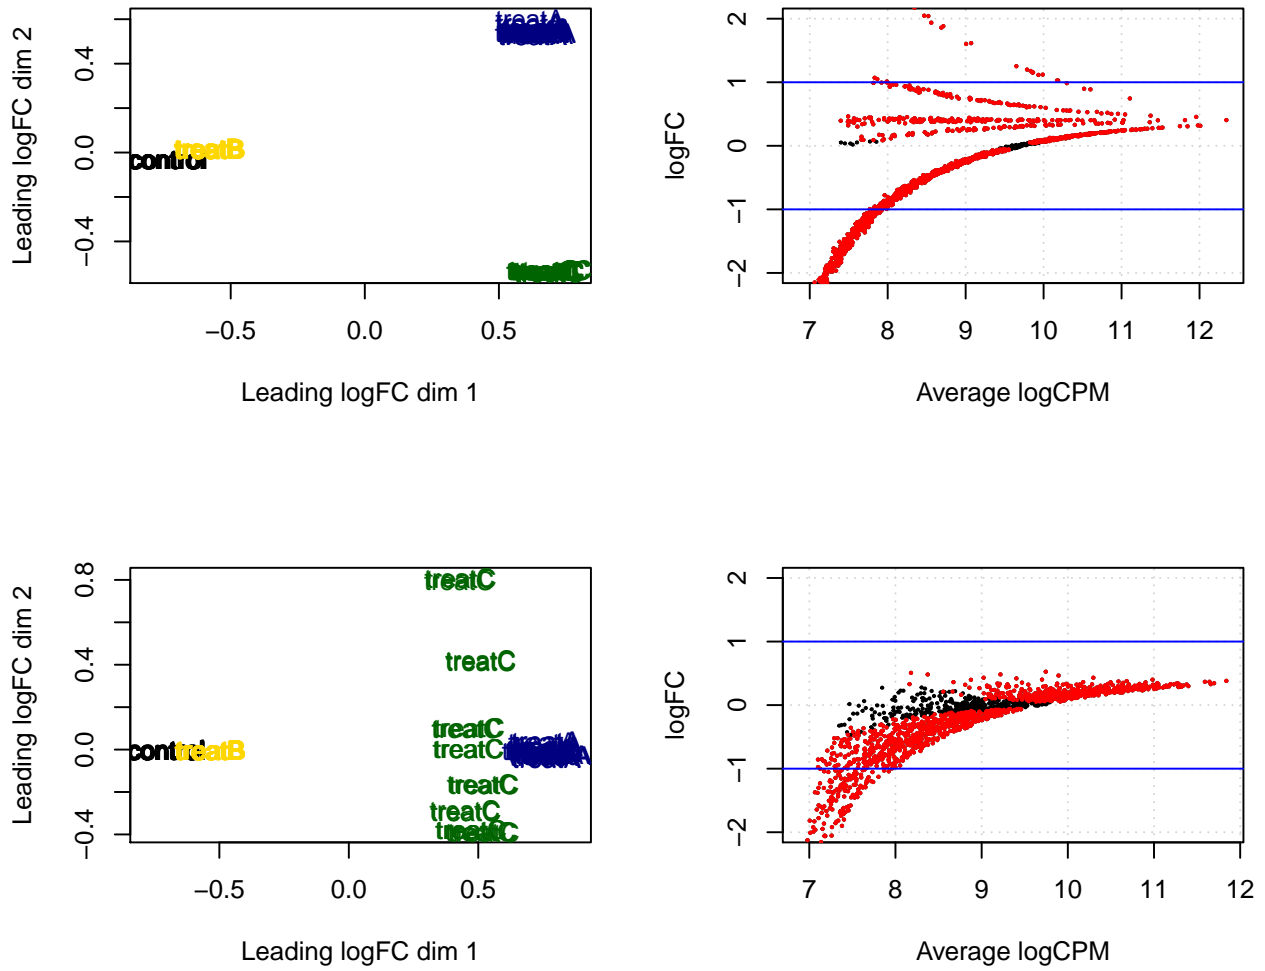 treatA
treatB
control
treatC
Leading logFC dim 2
0.4
0.0
−0.4
−0.5
0.0
0.5
Leading logFC dim 1
logFC
2
1
0
−1
−2
7
8
9
10
11
12
Average logCPM
treatC
treatC
treatC
treatC
treatC
treatC
treatC
treatC
control
treatB
treatA
Leading logFC dim 2
0.8
0.4
0.0
−0.4
−0.5
0.0
0.5
Leading logFC dim 1
logFC
2
1
0
−1
−2
7
8
9
10
11
12
Average logCPM